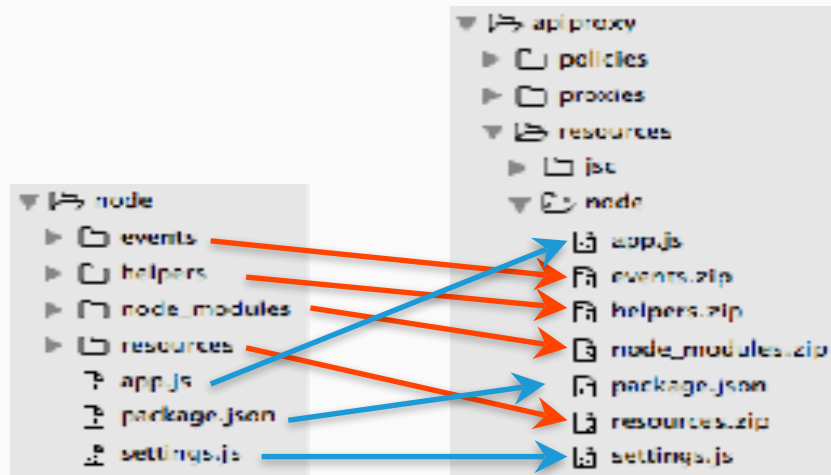 node
events
helpers
node_modules
resources
app.js
package.json
settings.js
apiproxy
policies
proxies
resources
jsc
node
app.js
events.zip
helpers.zip
node_modules.zip
package.json
resources.zip
settings.js